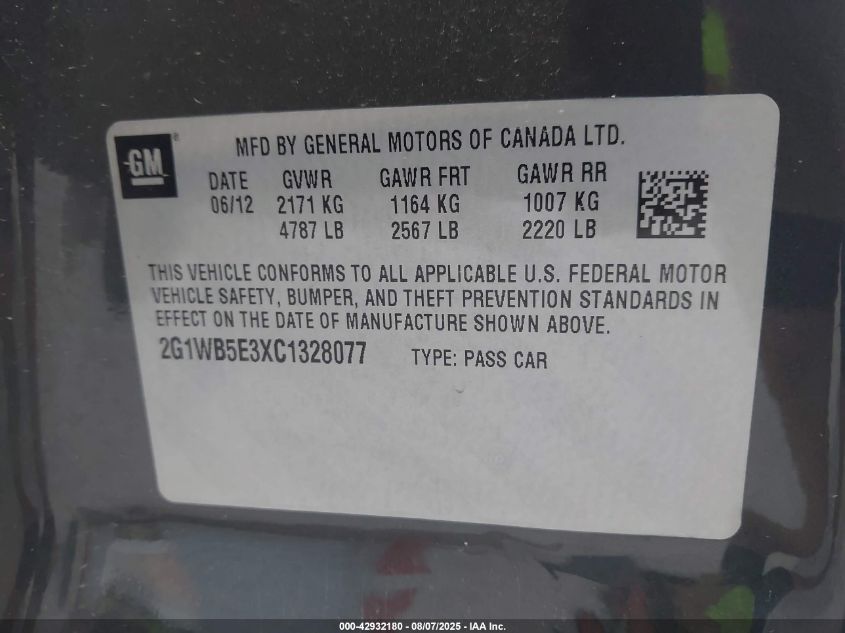 GM®
MFD BY GENERAL MOTORS OF CANADA LTD.
DATE GVWR GAWR FRT GAWR RR
06/12 2171 KG 1164 KG 1007 KG
4787 LB 2567 LB 2220 LB
THIS VEHICLE CONFORMS TO ALL APPLICABLE U.S. FEDERAL MOTOR
VEHICLE SAFETY, BUMPER, AND THEFT PREVENTION STANDARDS IN
EFFECT ON THE DATE OF MANUFACTURE SHOWN ABOVE.
2G1WB5E3XC1328077 TYPE: PASS CAR
000-42932180 - 08/07/2025 - IAA Inc.